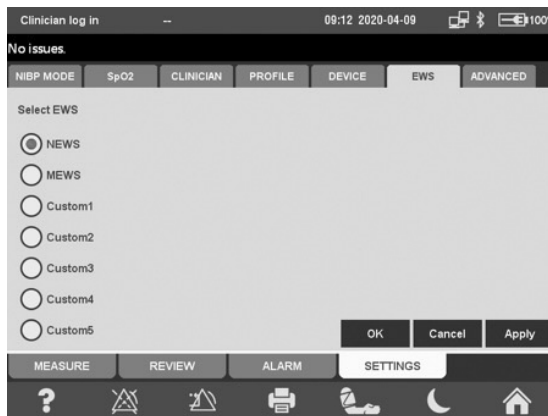 Clinician log in -- 09:12 2020-04-09 100
No issues.
NIBP MODE SpO2 CLINICIAN PROFILE DEVICE EWS ADVANCED
Select EWS
NEWS
MEWS
Custom1
Custom2
Custom3
Custom4
Custom5
OK Cancel Apply
MEASURE REVIEW ALARM SETTINGS
?